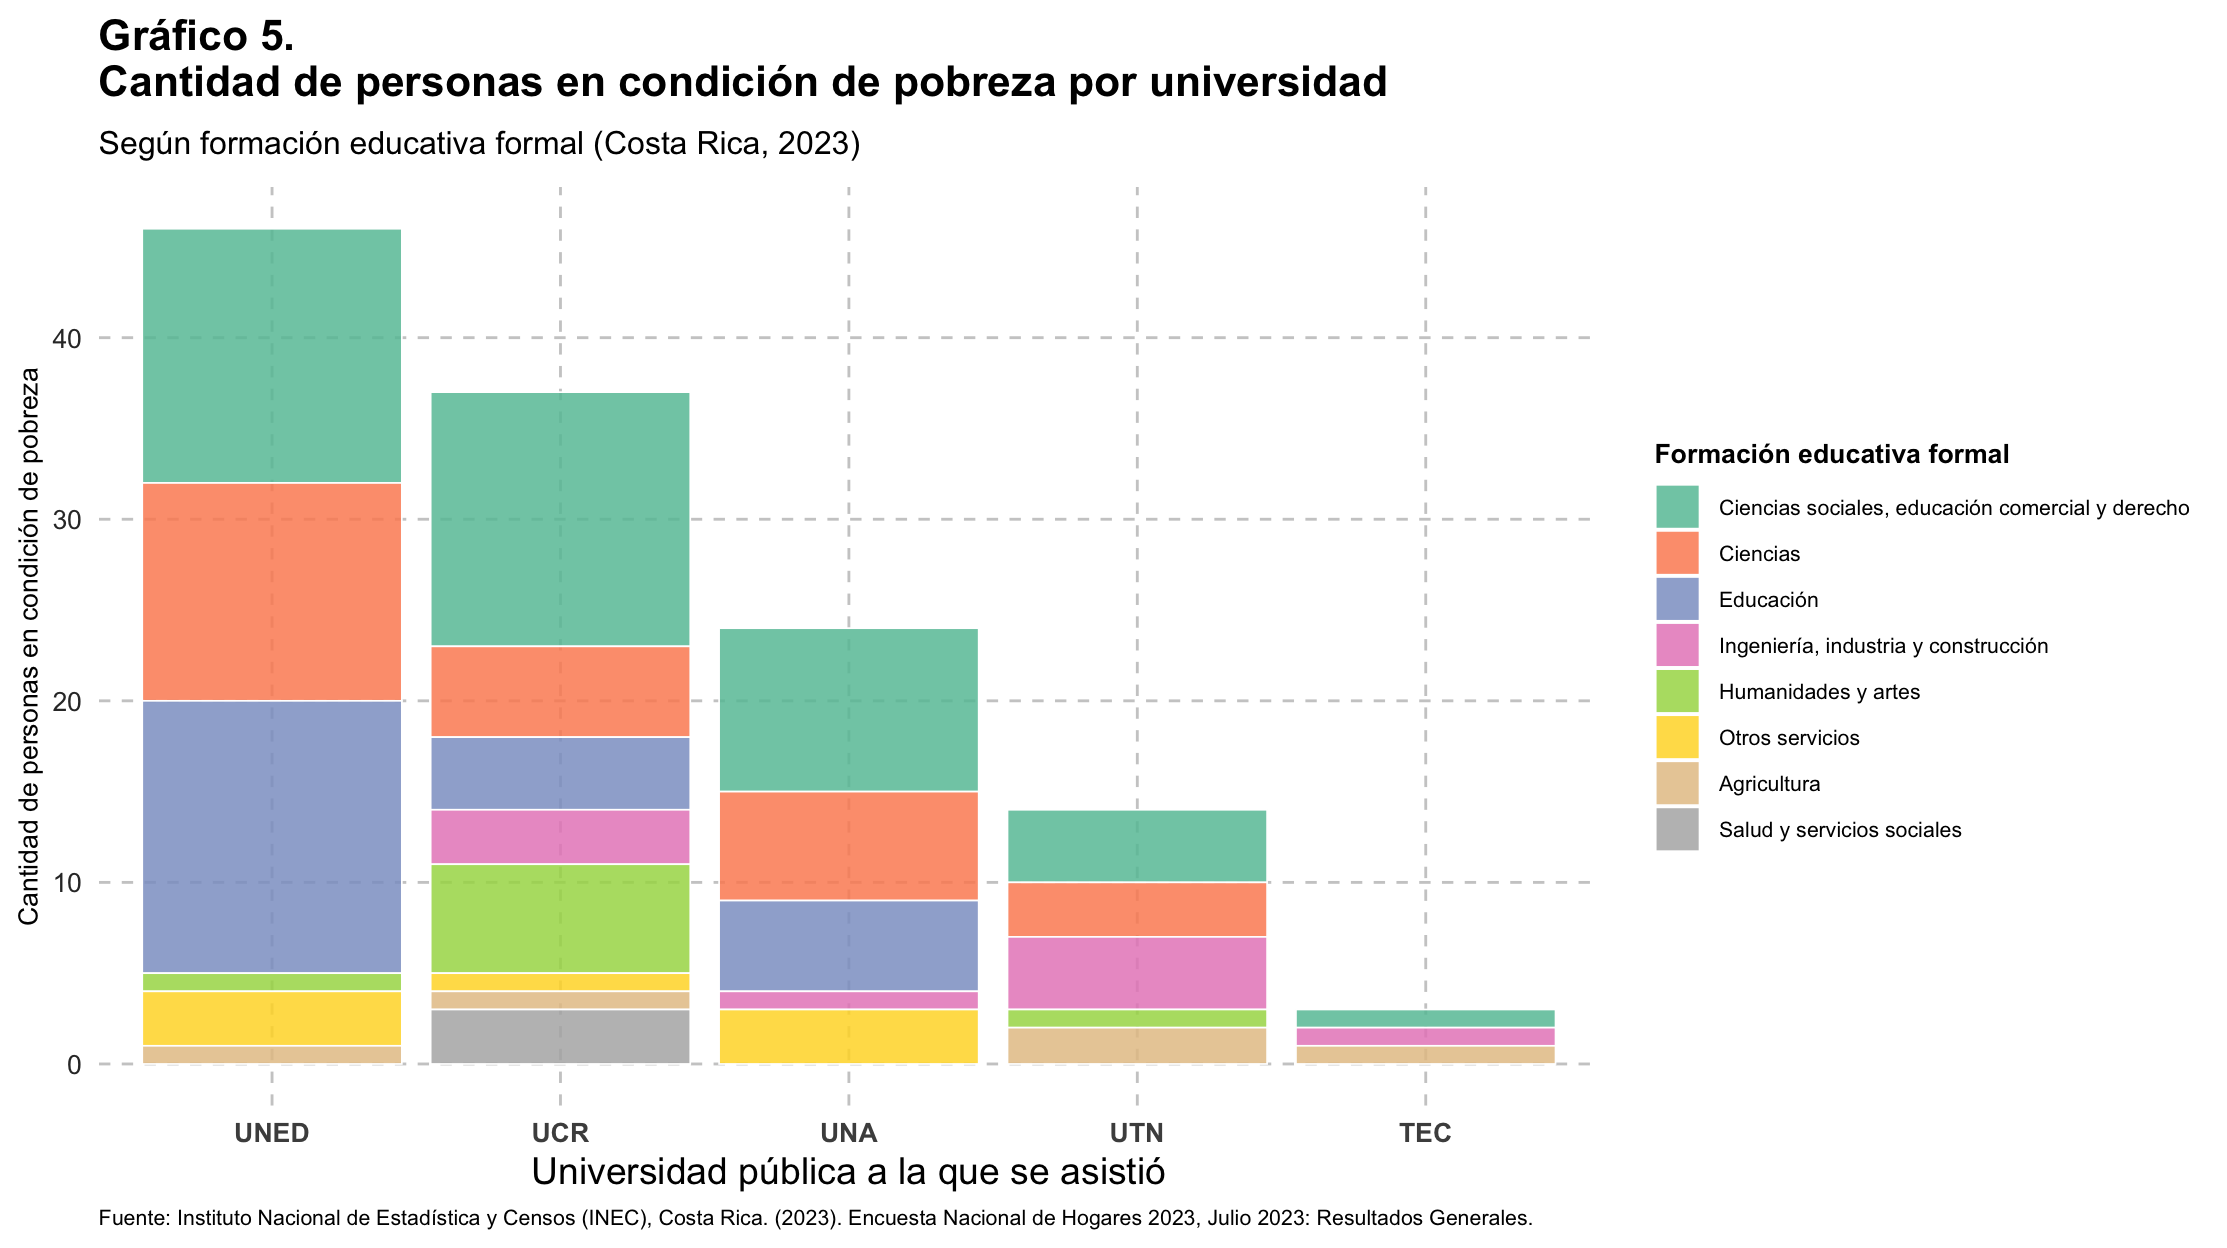 Gráfico 5.
Cantidad de personas en condición de pobreza por universidad
Según formación educativa formal (Costa Rica, 2023)
Cantidad de personas en condición de pobreza
40
30
20
10
0
UNED
UCR
UNA
UTN
TEC
Universidad pública a la que se asistió
Formación educativa formal
Ciencias sociales, educación comercial y derecho
Ciencias
Educación
Ingeniería, industria y construcción
Humanidades y artes
Otros servicios
Agricultura
Salud y servicios sociales
Fuente: Instituto Nacional de Estadística y Censos (INEC), Costa Rica. (2023). Encuesta Nacional de Hogares 2023, Julio 2023: Resultados Generales.